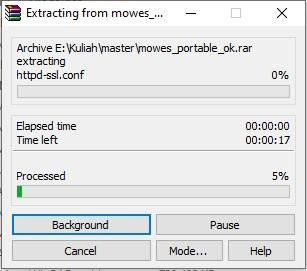 Extracting from mowes_...
Archive E:\Kuliah\master\mowes_portable_ok.rar
extracting
httpd-ssl.conf 0%
Elapsed time 00:00:00
Time left 00:00:17
Processed 5%
Background Pause
Cancel Mode... Help